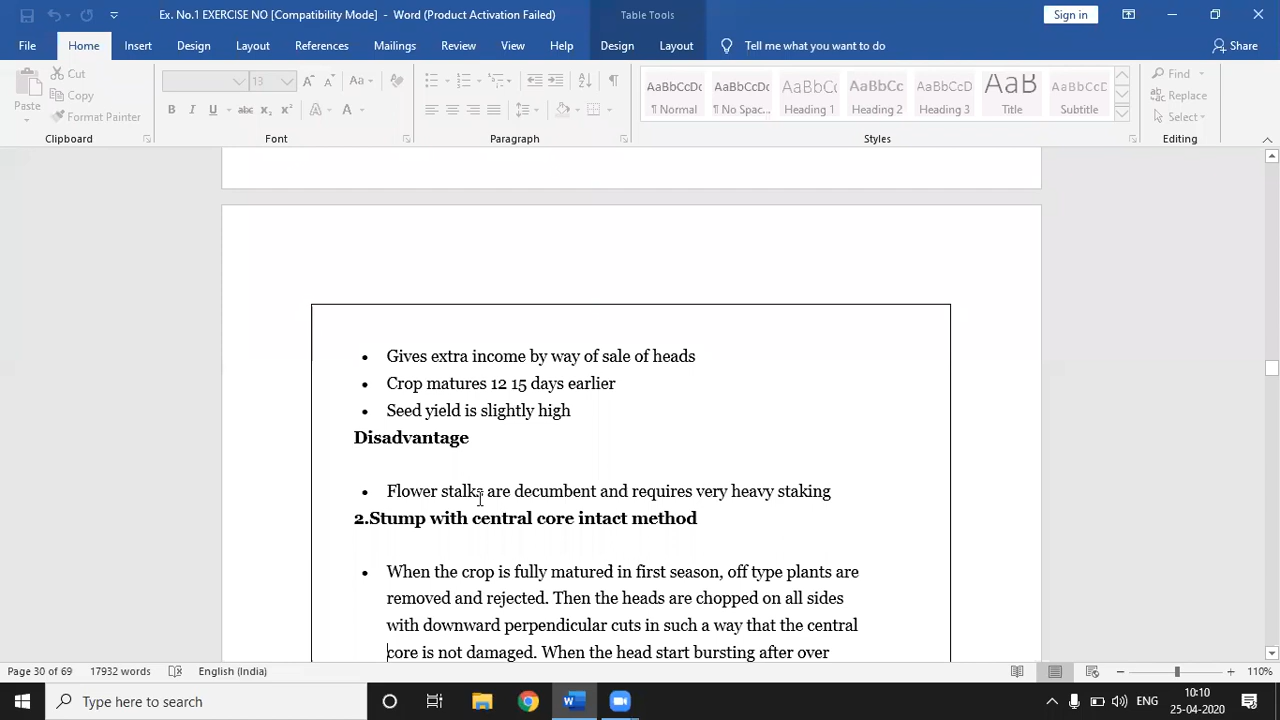 Ex. No.1 EXERCISE NO [Compatibility Mode] - Word (Product Activation Failed)
Table Tools
Sign in
File Home Insert Design Layout References Mailings Review View Help Design Layout Tell me what you want to do Share
Paste
Cut
Copy
Format Painter
Clipboard
13
Aa
B I U abc x₂ x² A A
Font
Paragraph
AaBbCcDc AaBbCcDc AaBbCc AaBbCcD AaBbCcD AaB AaBbCcD
¶ Normal ¶ No Spac... Heading 1 Heading 2 Heading 3 Title Subtitle
Styles
Find
Replace
Select
Editing
• Gives extra income by way of sale of heads
• Crop matures 12 15 days earlier
• Seed yield is slightly high
Disadvantage
• Flower stalks are decumbent and requires very heavy staking
2.Stump with central core intact method
• When the crop is fully matured in first season, off type plants are
removed and rejected. Then the heads are chopped on all sides
with downward perpendicular cuts in such a way that the central
core is not damaged. When the head start bursting after over
Page 30 of 69 17932 words English (India) 110%
Type here to search
ENG
10:10
25-04-2020